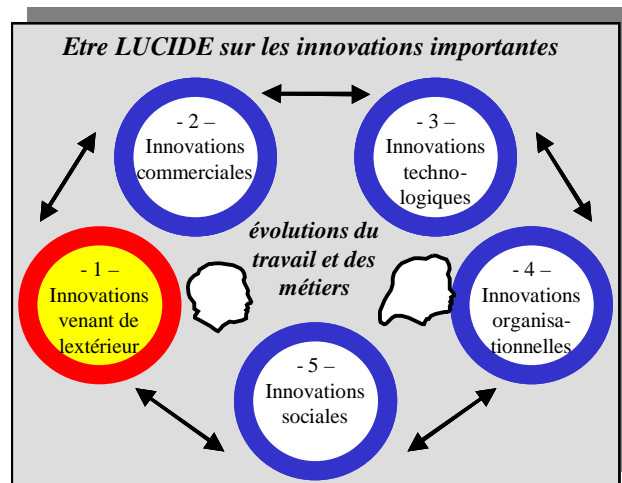 Etre LUCIDE sur les innovations importantes
- 2 –
Innovations
commerciales
- 3 –
Innovations
techno-
logiques
évolutions du
travail et des
métiers
- 1 –
Innovations
venant de
lextérieur
- 4 –
Innovations
organisa-
tionnelles
- 5 –
Innovations
sociales